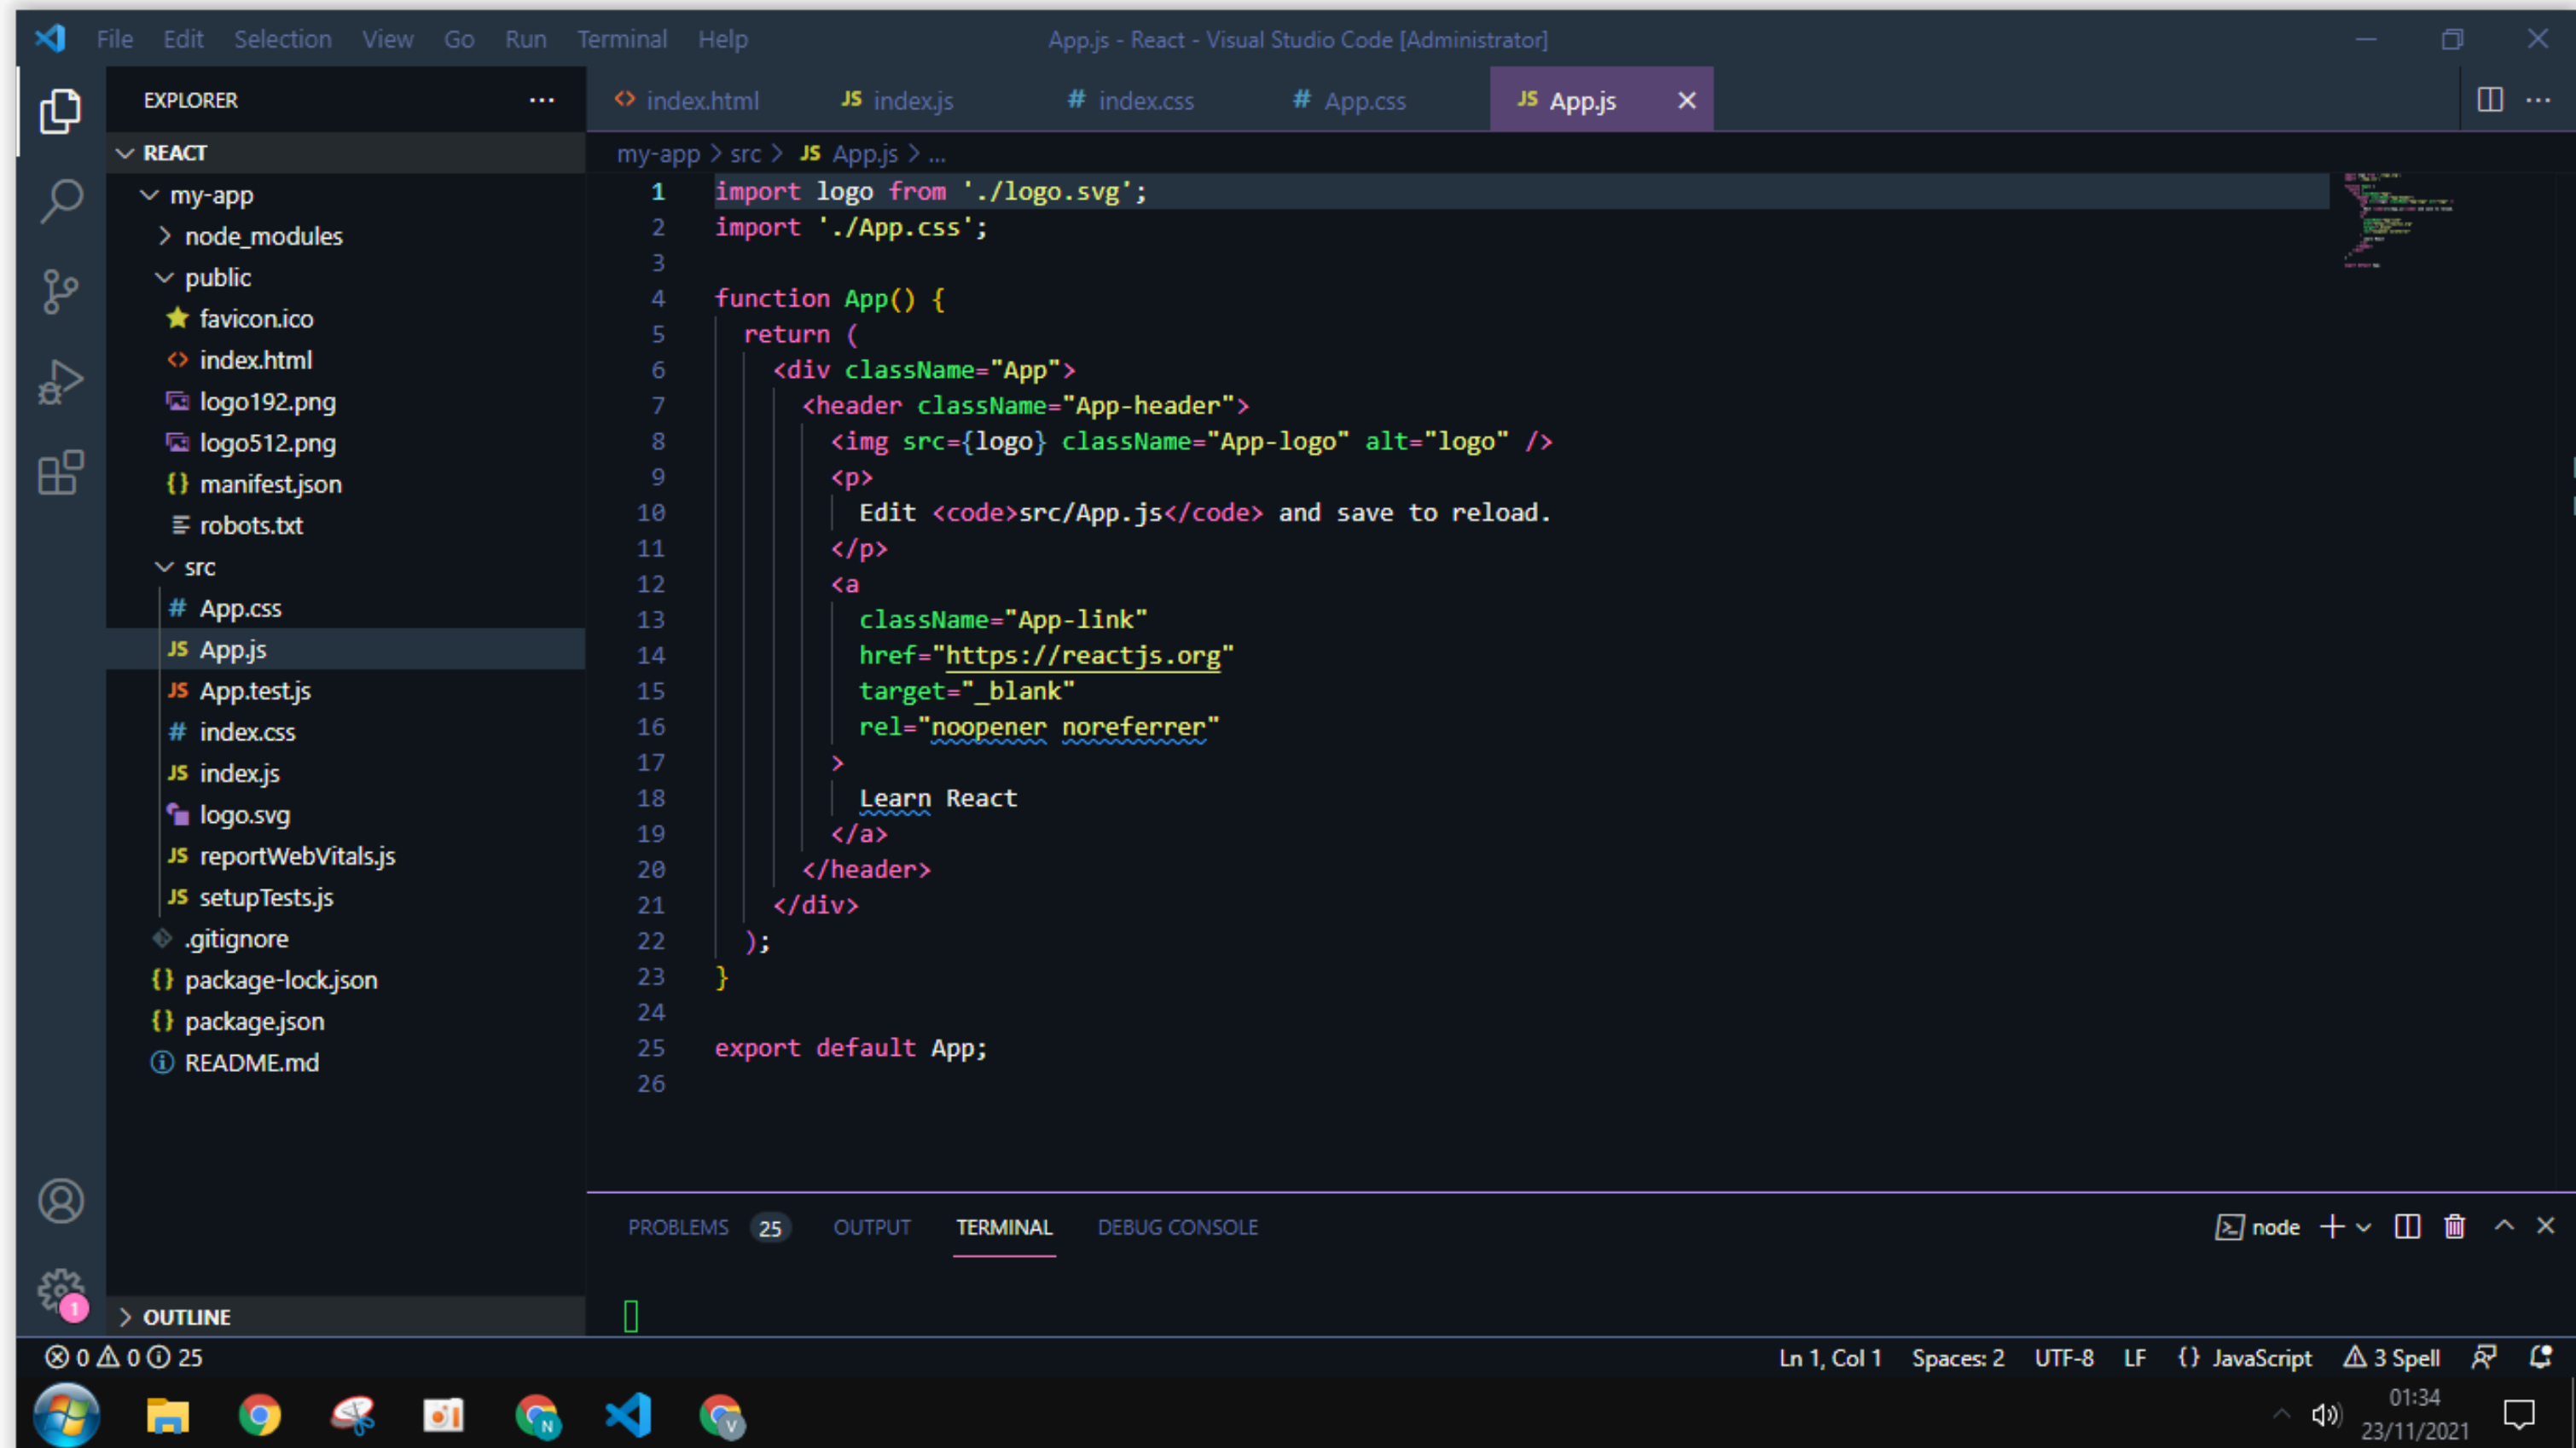 File Edit Selection View Go Run Terminal Help
App.js - React - Visual Studio Code [Administrator]
EXPLORER
REACT
my-app
node_modules
public
favicon.ico
index.html
logo192.png
logo512.png
manifest.json
robots.txt
src
App.css
App.js
App.test.js
index.css
index.js
logo.svg
reportWebVitals.js
setupTests.js
.gitignore
package-lock.json
package.json
README.md
OUTLINE
index.html JS index.js # index.css # App.css JS App.js
my-app > src > JS App.js > ...
1 import logo from './logo.svg';
2 import './App.css';
3
4 function App() {
5 return (
6 <div className="App">
7 <header className="App-header">
8 <img src={logo} className="App-logo" alt="logo" />
9 <p>
10 Edit <code>src/App.js</code> and save to reload.
11 </p>
12 <a
13 className="App-link"
14 href="https://reactjs.org"
15 target="_blank"
16 rel="noopener noreferrer"
17 >
18 Learn React
19 </a>
20 </header>
21 </div>
22 );
23 }
24
25 export default App;
26
PROBLEMS 25 OUTPUT TERMINAL DEBUG CONSOLE
node
1
0 0 25
Ln 1, Col 1 Spaces: 2 UTF-8 LF {} JavaScript 3 Spell
N V
01:34
23/11/2021